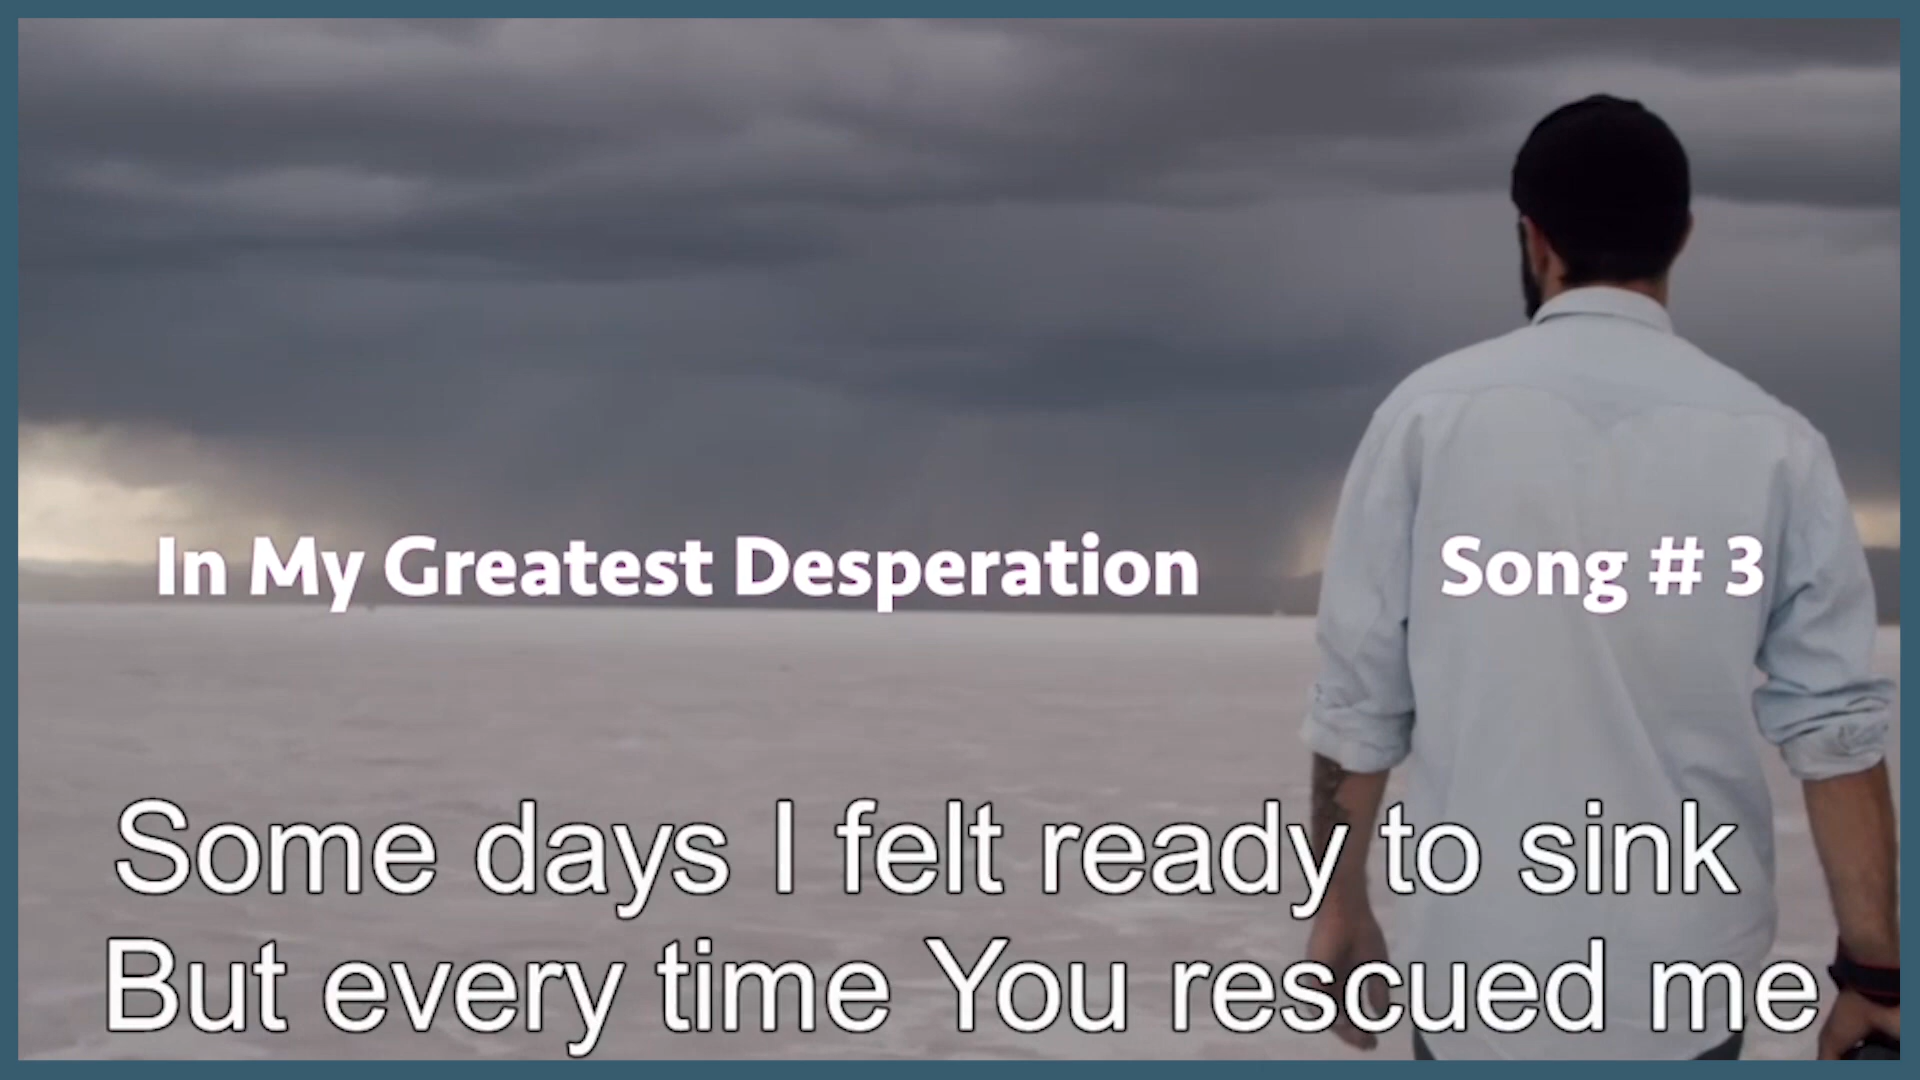 In My Greatest Desperation Song # 3
Some days I felt ready to sink
But every time You rescued me